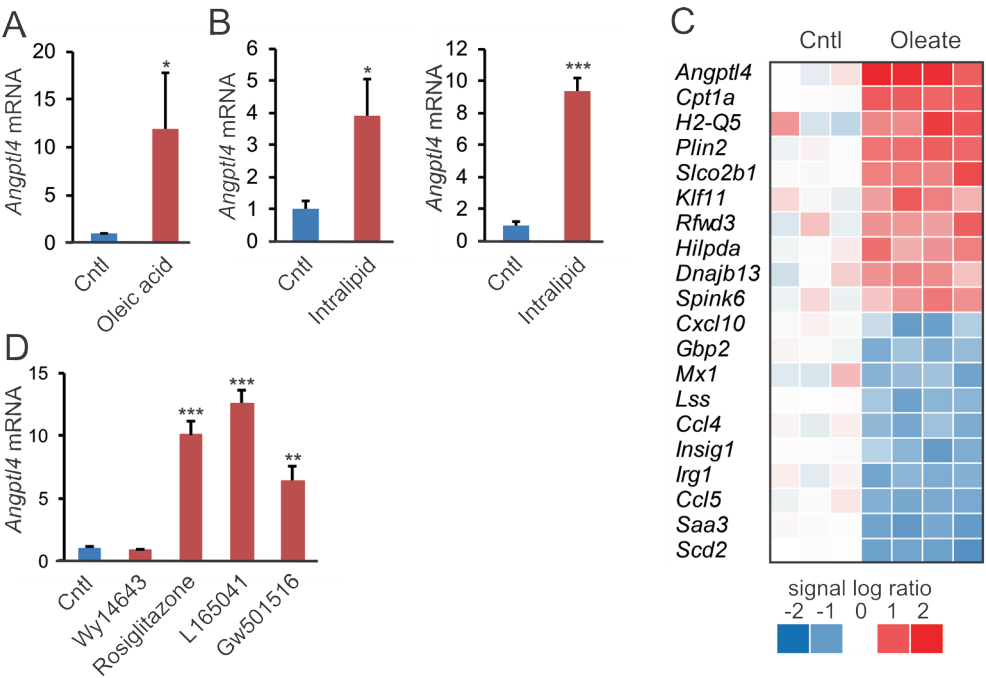 A
Angptl4 mRNA
20
15
10
5
0
*
Cntl
Oleic acid
B
Angptl4 mRNA
6
5
4
3
2
1
0
*
Cntl
Intralipid
Angptl4 mRNA
12
10
8
6
4
2
0
***
Cntl
Intralipid
C
Cntl Oleate
Angptl4
Cpt1a
H2-Q5
Plin2
Slco2b1
Klf11
Rfwd3
Hilpda
Dnajb13
Spink6
Cxcl10
Gbp2
Mx1
Lss
Ccl4
Insig1
Irg1
Ccl5
Saa3
Scd2
signal log ratio
-2 -1 0 1 2
D
Angptl4 mRNA
15
10
5
0
***
***
**
Cntl
Wy14643
Rosiglitazone
L165041
Gw501516